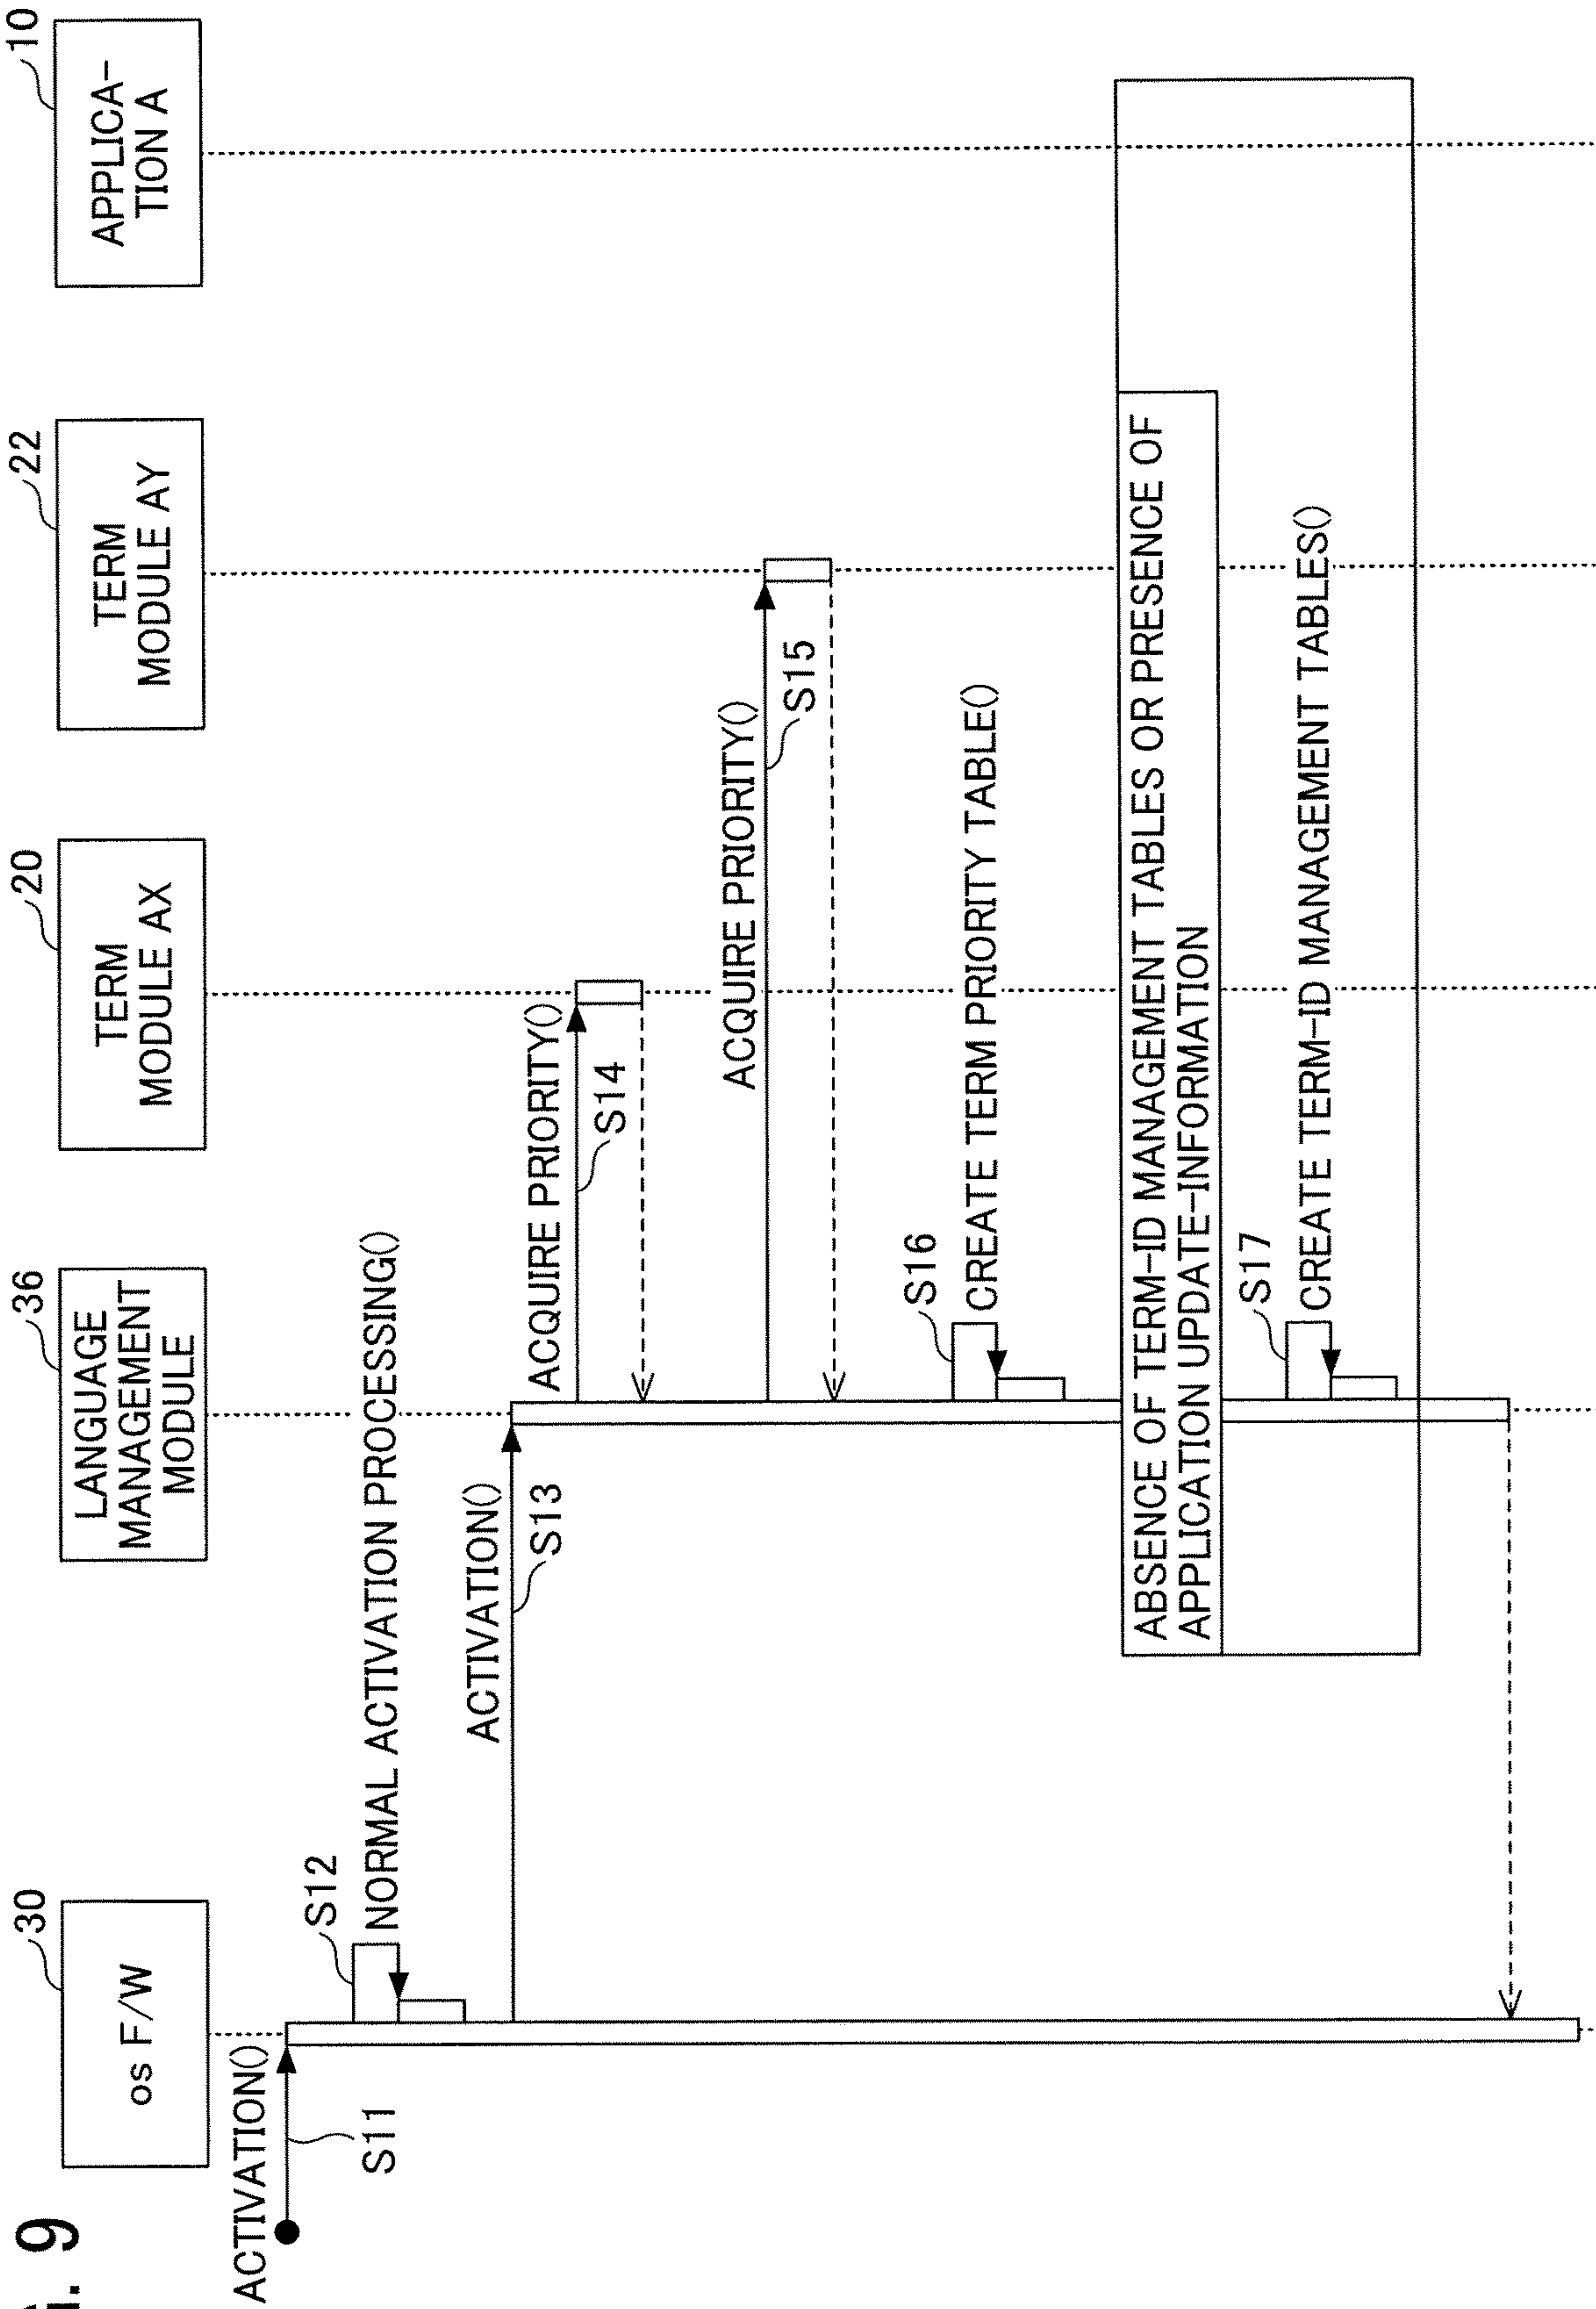 G. 9
30
os F/W
36
LANGUAGE
MANAGEMENT
MODULE
20
TERM
MODULE AX
22
TERM
MODULE AY
10
APPLICA-
TION A
ACTIVATION()
S11
S12
NORMAL ACTIVATION PROCESSING()
ACTIVATION()
S13
ACQUIRE PRIORITY()
S14
ACQUIRE PRIORITY()
S15
S16
CREATE TERM PRIORITY TABLE()
ABSENCE OF TERM-ID MANAGEMENT TABLES OR PRESENCE OF
APPLICATION UPDATE-INFORMATION
S17
CREATE TERM-ID MANAGEMENT TABLES()